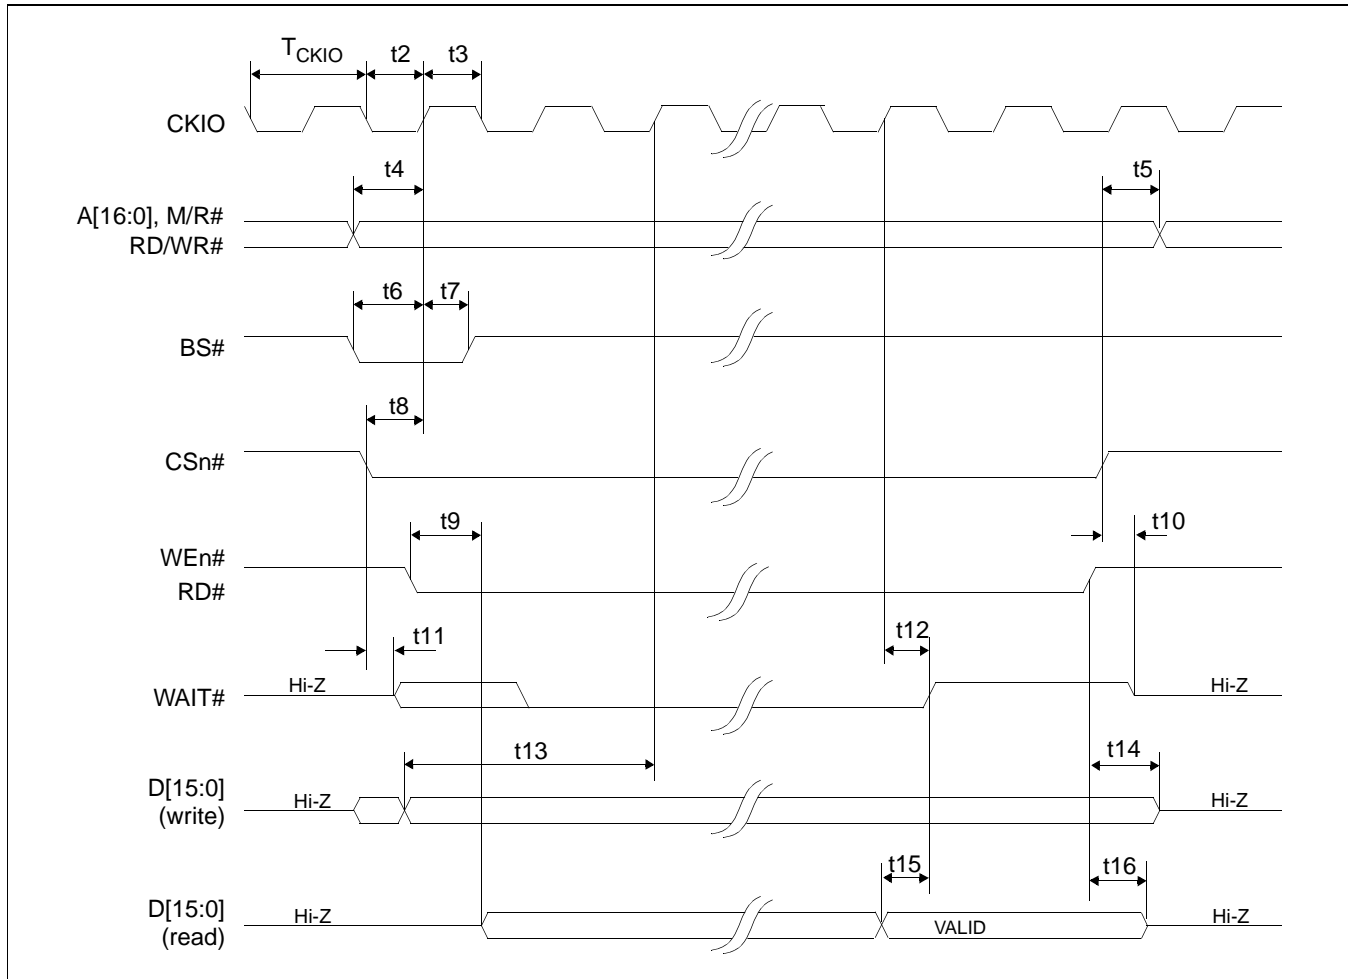 TCKIO t2 t3
CKIO
t4 t5
A[16:0], M/R#
RD/WR#
t6 t7
BS#
t8
CSn#
t9 t10
WEn#
RD#
t11 t12
Hi-Z Hi-Z
WAIT#
t13 t14
D[15:0]
(write)
Hi-Z Hi-Z
t15 t16
D[15:0]
(read)
Hi-Z VALID Hi-Z